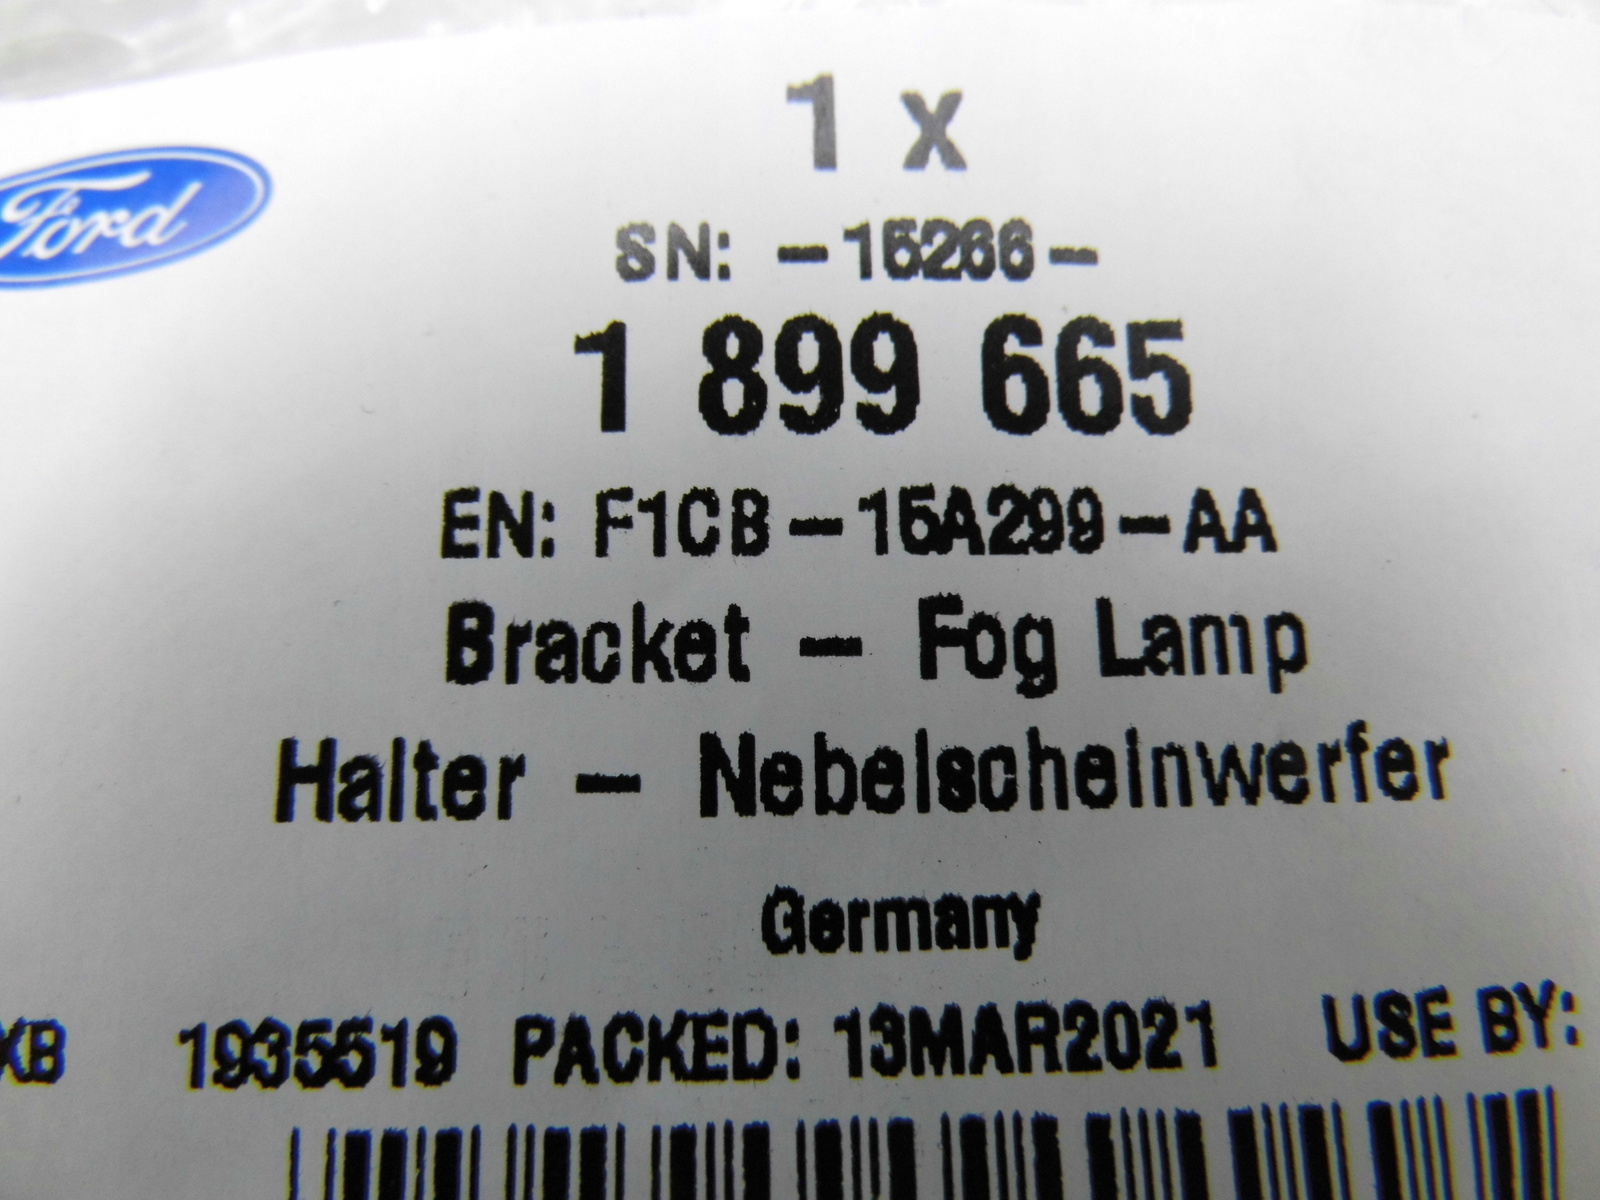 1 x
Ford
SN: -15266-
1 899 665
EN: F1CB-15A299-AA
Bracket - Fog Lamp
Halter - Nebelscheinwerfer
Germany
XB 1935519 PACKED: 13MAR2021 USE BY: